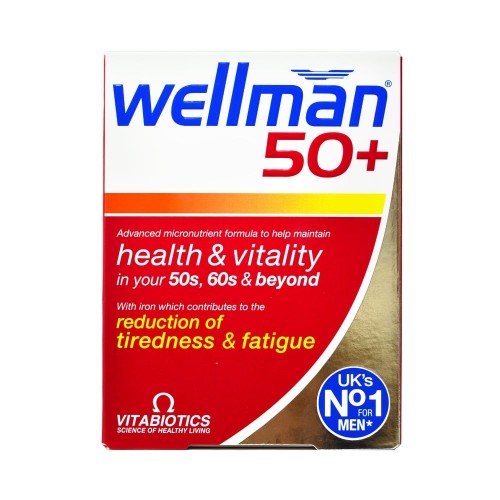 wellman®
50+
Advanced micronutrient formula to help maintain
health & vitality
in your 50s, 60s & beyond
With iron which contributes to the
reduction of
tiredness & fatigue
VITABIOTICS
SCIENCE OF HEALTHY LIVING
UK's
No1
FOR
MEN*